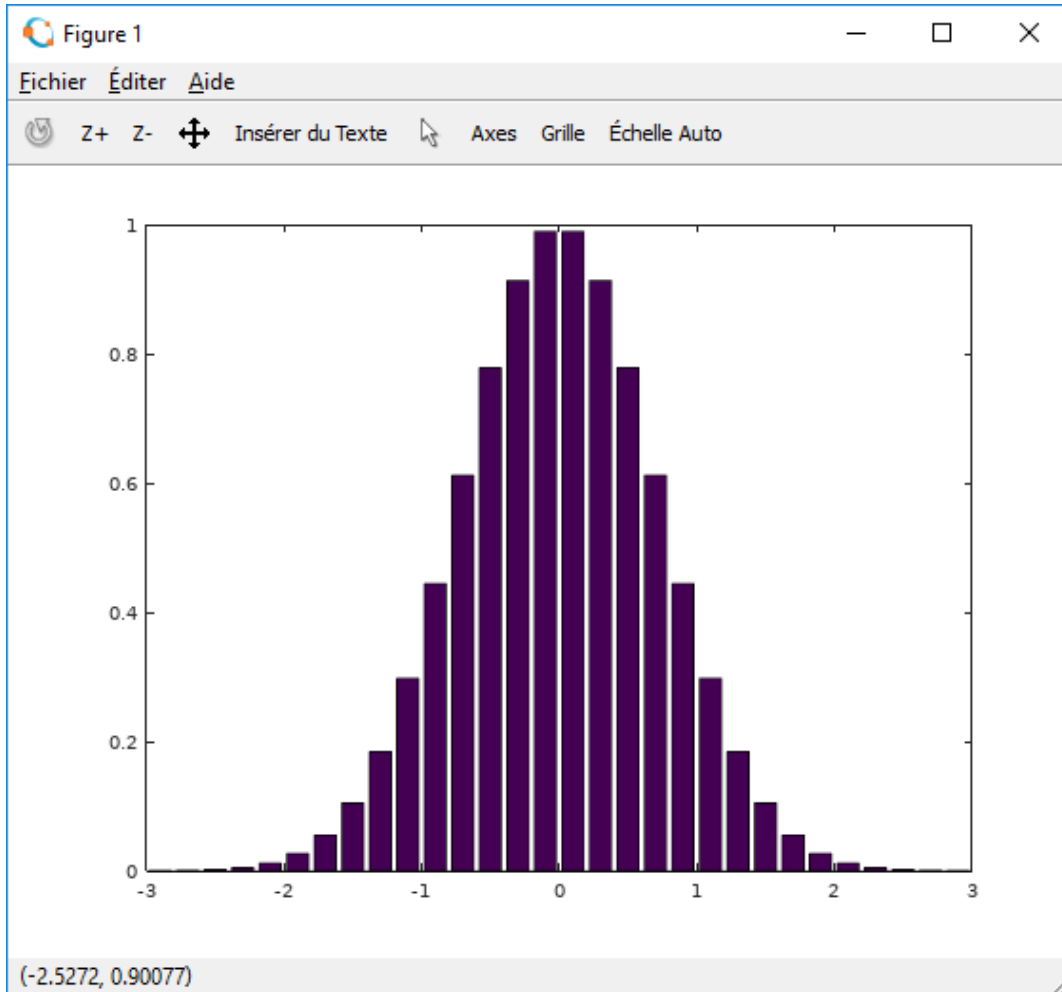 Figure 1
Fichier Éditer Aide
Z+ Z- Insérer du Texte Axes Grille Échelle Auto
1
0.8
0.6
0.4
0.2
0
-3 -2 -1 0 1 2 3
(-2.5272, 0.90077)